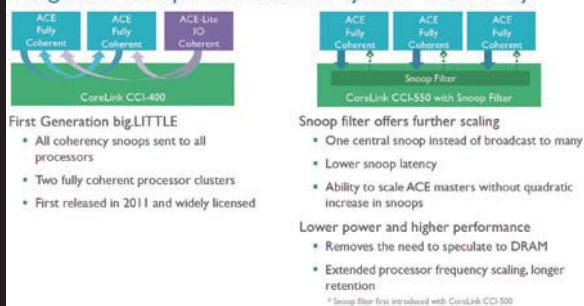 ACE
Fully
Coherent
ACE
Fully
Coherent
ACE-Lite
IO
Coherent
CoreLink CCI-400
First Generation big.LITTLE
• All coherency snoops sent to all
processors
• Two fully coherent processor clusters
• First released in 2011 and widely licensed
ACE
Fully
Coherent
ACE
Fully
Coherent
ACE
Fully
Coherent
Snoop Filter
CoreLink CCI-550 with Snoop Filter
Snoop filter offers further scaling
• One central snoop instead of broadcast to many
• Lower snoop latency
• Ability to scale ACE masters without quadratic
increase in snoops
Lower power and higher performance
• Removes the need to speculate to DRAM
• Extended processor frequency scaling, longer
retention
* Snoop filter first introduced with CoreLink CCI-500